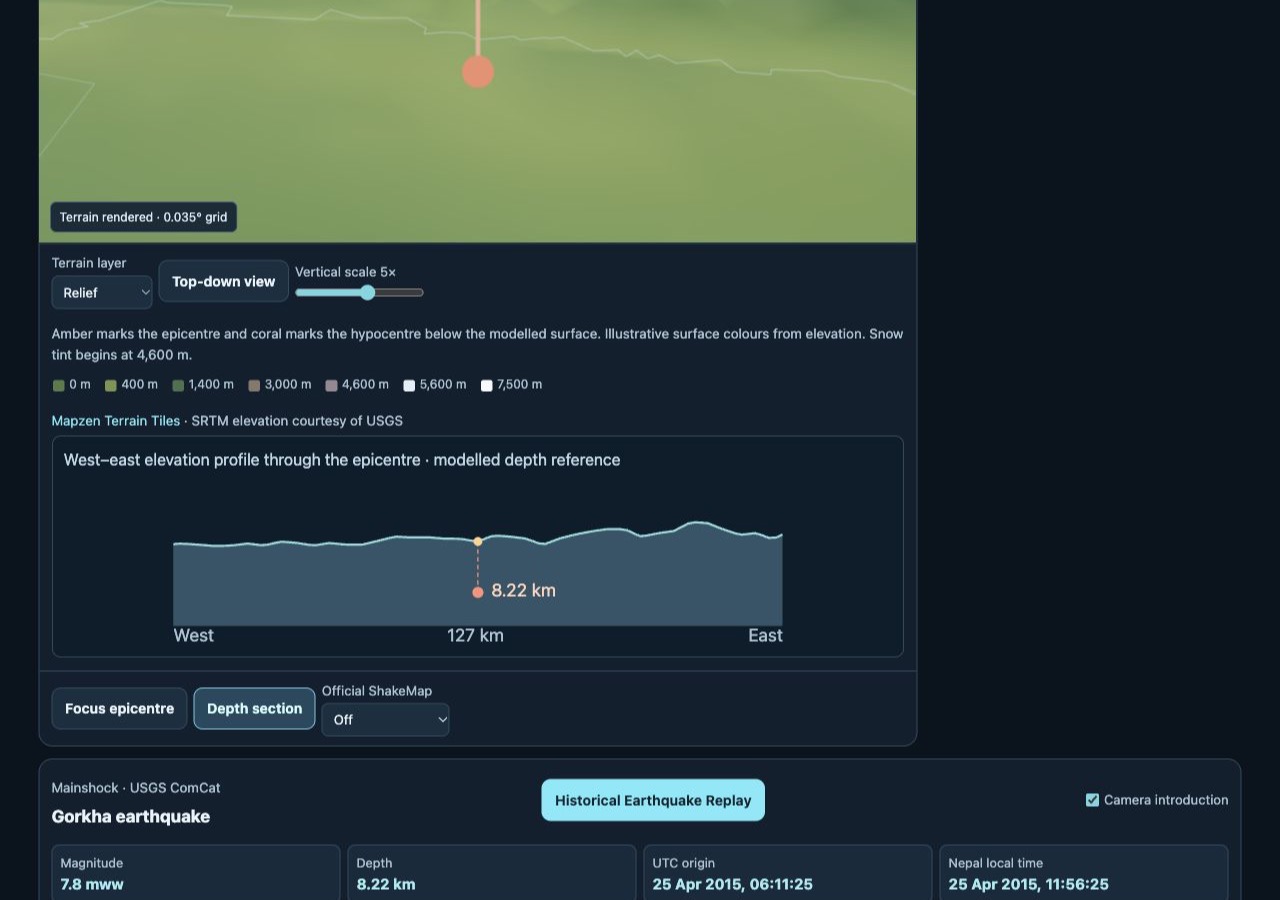 Terrain rendered · 0.035° grid
Terrain layer
Relief
Top-down view
Vertical scale 5×
Amber marks the epicentre and coral marks the hypocentre below the modelled surface. Illustrative surface colours from elevation. Snow
tint begins at 4,600 m.
0 m 400 m 1,400 m 3,000 m 4,600 m 5,600 m 7,500 m
Mapzen Terrain Tiles · SRTM elevation courtesy of USGS
West–east elevation profile through the epicentre · modelled depth reference
8.22 km
West 127 km East
Focus epicentre
Depth section
Official ShakeMap
Off
Mainshock · USGS ComCat
Gorkha earthquake
Historical Earthquake Replay
Camera introduction
Magnitude
7.8 mww
Depth
8.22 km
UTC origin
25 Apr 2015, 06:11:25
Nepal local time
25 Apr 2015, 11:56:25